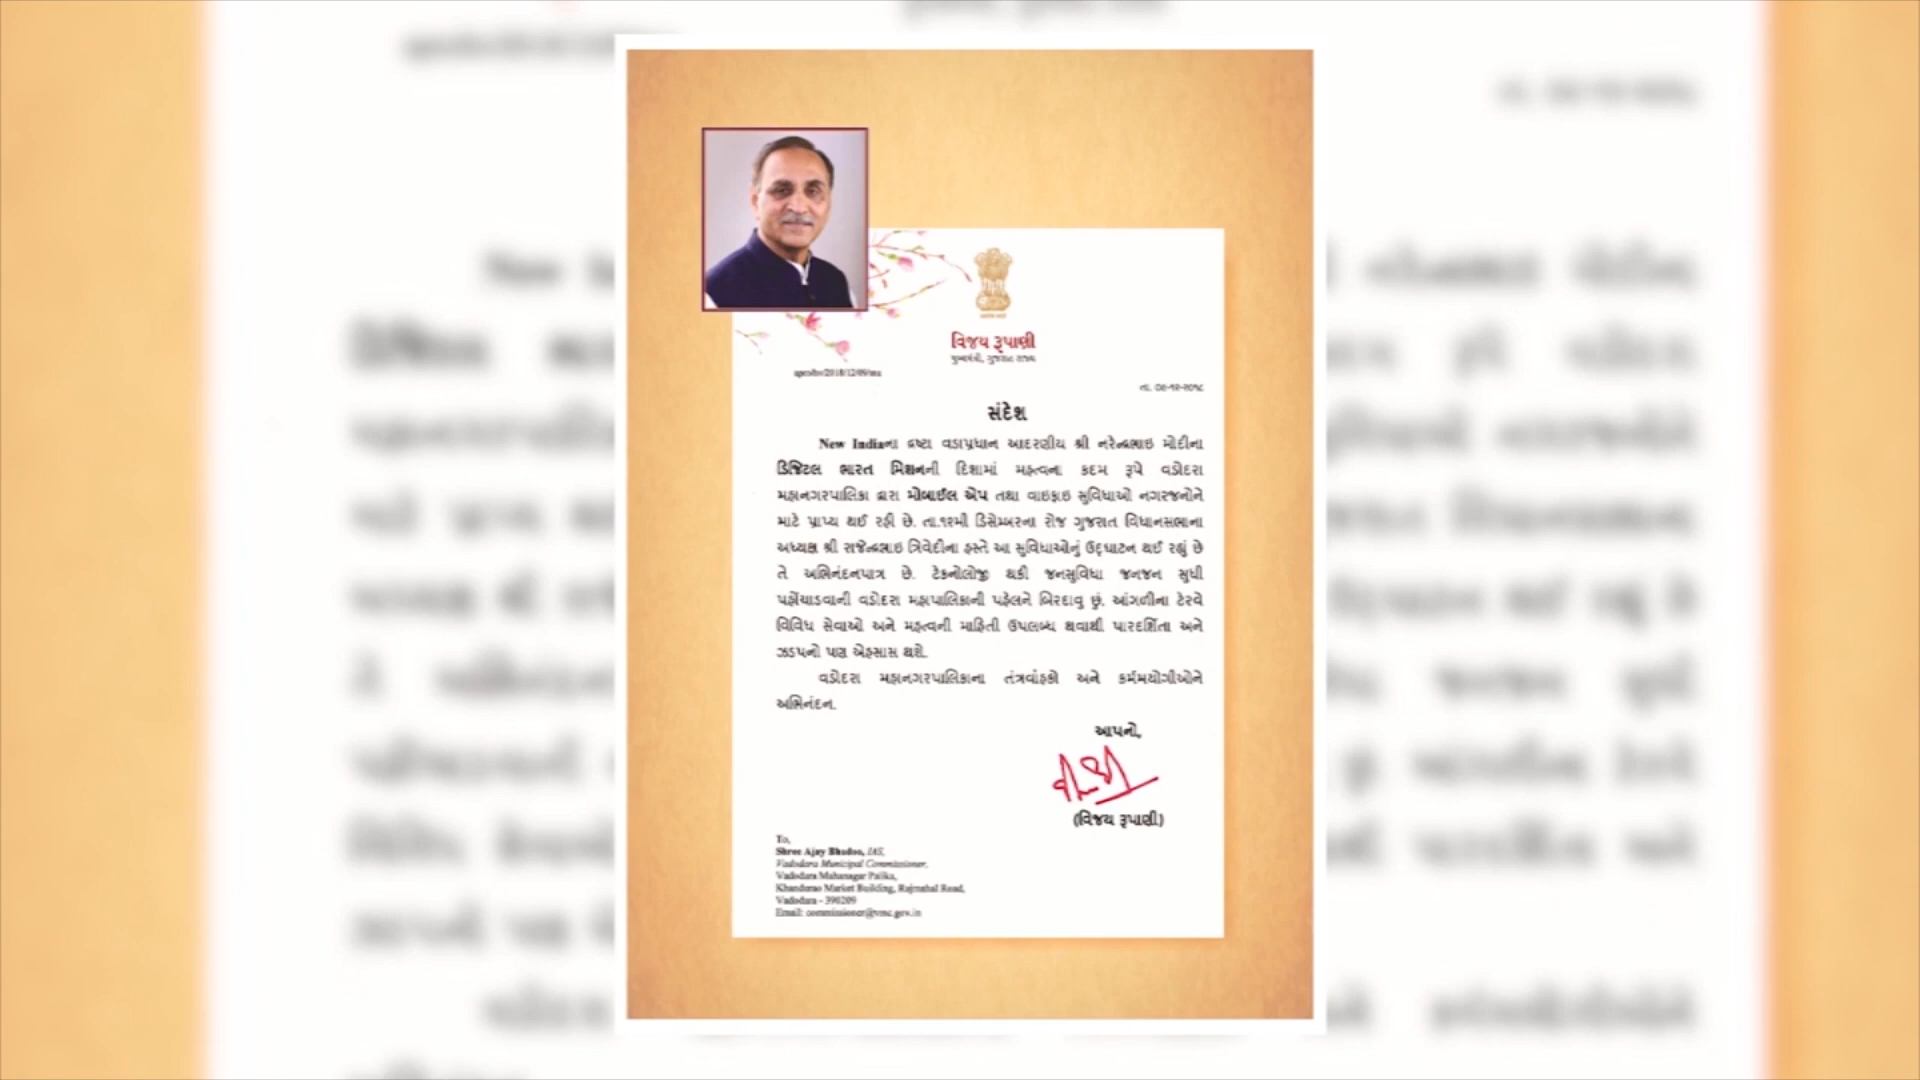 વિજય રૂપાણી
મુખ્યમંત્રી, ગુજરાત રાજ્ય
તા. ૦૯-૧૨-૨૦૧૮
સંદેશ
New Indiaના દ્રષ્ટા વડાપ્રધાન આદરણીય શ્રી નરેન્દ્રભાઇ મોદીના
ડિજિટલ ભારત મિશનની દિશામાં મહત્વના કદમ રૂપે વડોદરા
મહાનગરપાલિકા દ્વારા મોબાઈલ એપ તથા વાઇફાઇ સુવિધાઓ નગરજનોને
માટે પ્રાપ્ય થઈ રહી છે. તા.૧૨મી ડિસેમ્બરના રોજ ગુજરાત વિધાનસભાના
અધ્યક્ષ શ્રી રાજેન્દ્રભાઇ ત્રિવેદીના હસ્તે આ સુવિધાઓનું ઉદ્ઘાટન થઈ રહ્યું છે
તે અભિનંદનપાત્ર છે. ટેકનોલોજી થકી જનસુવિધા જનજન સુધી
પહોંચાડવાની વડોદરા મહાપાલિકાની પહેલને બિરદાવુ છું. આંગળીના ટેરવે
વિવિધ સેવાઓ અને મહત્વની માહિતી ઉપલબ્ધ થવાથી પારદર્શિતા અને
ઝડપનો પણ એહસાસ થશે.
વડોદરા મહાનગરપાલિકાના તંત્રવાહકો અને કર્મમયોગીઓને
અભિનંદન.
આપનો,
(વિજય રૂપાણી)
To,
Shree Ajay Bhadoo, IAS,
Vadodara Municipal Commissioner,
Vadodara Mahanagar Palika,
Khanderao Market Building, Rajmahal Road,
Vadodara - 390209
Email: commissioner@vmc.gov.in